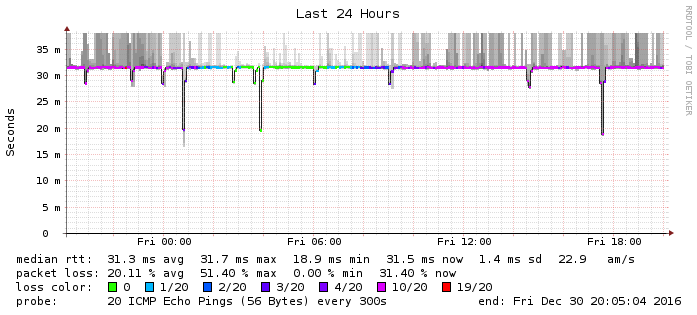 Last 24 Hours
RRDTOOL / TOBI OETIKER
Seconds
35 m
30 m
25 m
20 m
15 m
10 m
5 m
0
Fri 00:00 Fri 06:00 Fri 12:00 Fri 18:00
median rtt: 31.3 ms avg 31.7 ms max 18.9 ms min 31.5 ms now 1.4 ms sd 22.9 am/s
packet loss: 20.11 % avg 51.40 % max 0.00 % min 31.40 % now
loss color: 0 1/20 2/20 3/20 4/20 10/20 19/20
probe: 20 ICMP Echo Pings (56 Bytes) every 300s end: Fri Dec 30 20:05:04 2016